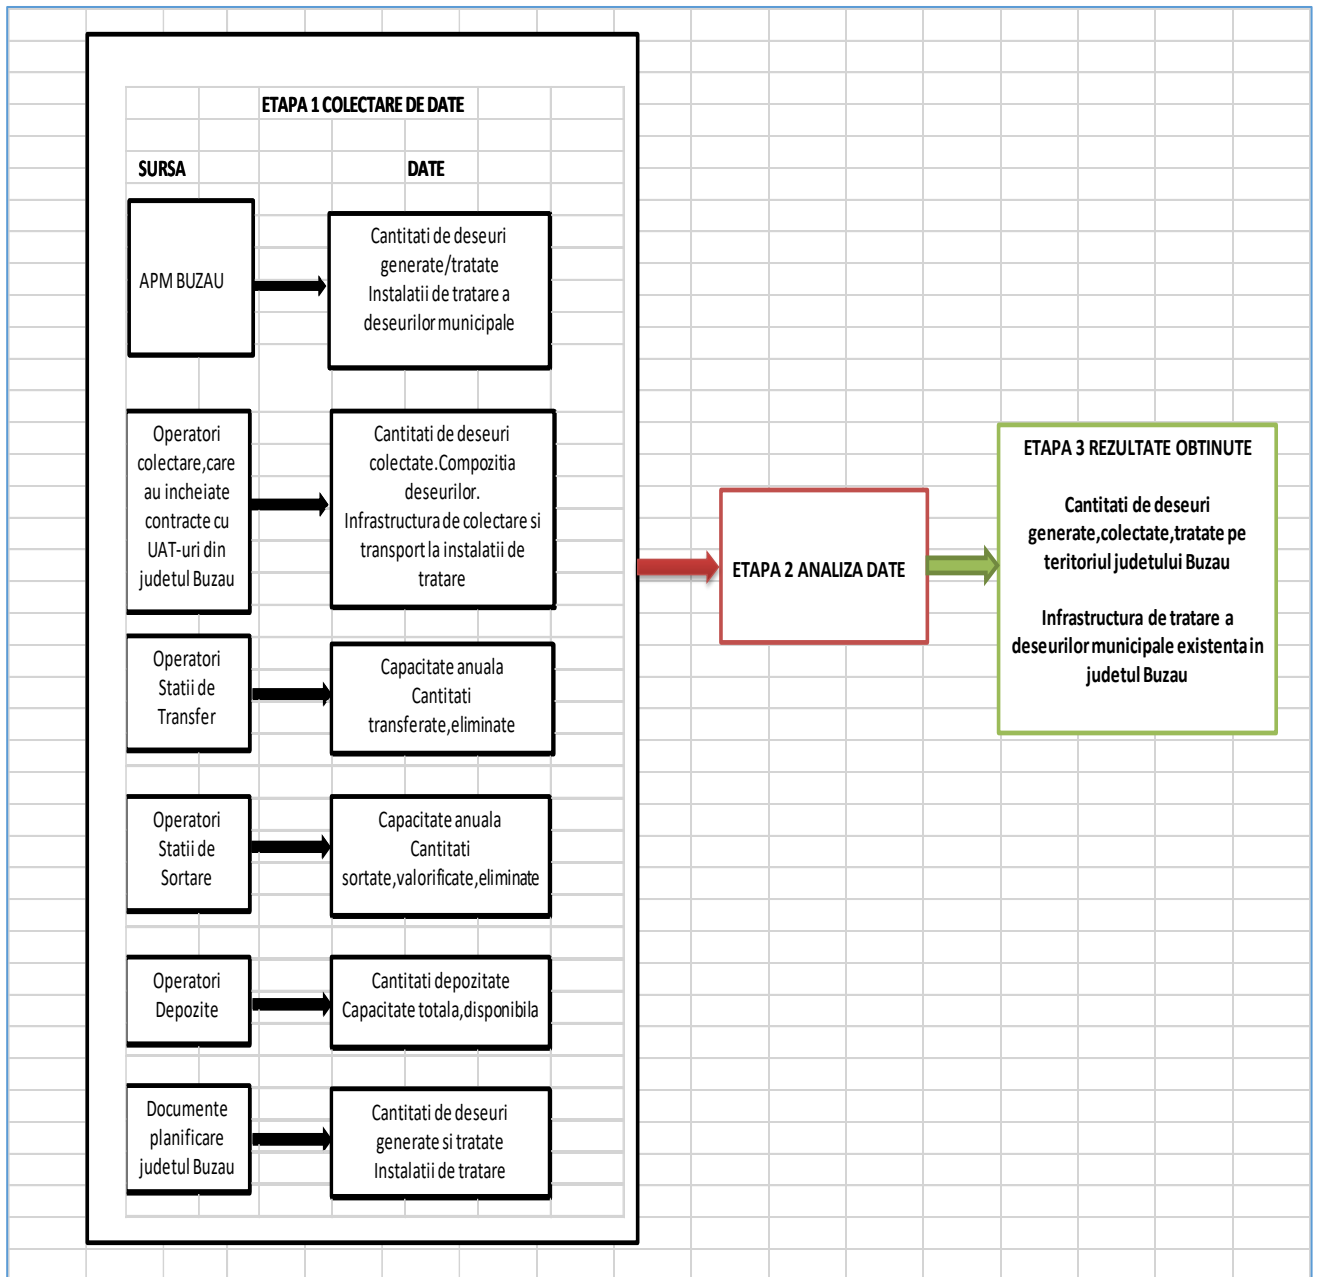 ETAPA 1 COLECTARE DE DATE
SURSA
DATE
APM BUZAU
Cantitati de deseuri
generate/tratate
Instalatii de tratare a
deseurilor municipale
Operatori
colectare,care
au incheiate
contracte cu
UAT-uri din
judetul Buzau
Cantitati de deseuri
colectate.Compozitia
deseurilor.
Infrastructura de colectare si
transport la instalatii de
tratare
Operatori
Statii de
Transfer
Capacitate anuala
Cantitati
transferate,eliminate
Operatori
Statii de
Sortare
Capacitate anuala
Cantitati
sortate,valorificate,eliminate
Operatori
Depozite
Cantitati depozitate
Capacitate totala,disponibila
Documente
planificare
judetul Buzau
Cantitati de deseuri
generate si tratate
Instalatii de tratare
ETAPA 2 ANALIZA DATE
ETAPA 3 REZULTATE OBTINUTE
Cantitati de deseuri
generate,colectate,tratate pe
teritoriul judetului Buzau
Infrastructura de tratare a
deseurilor municipale existenta in
judetul Buzau